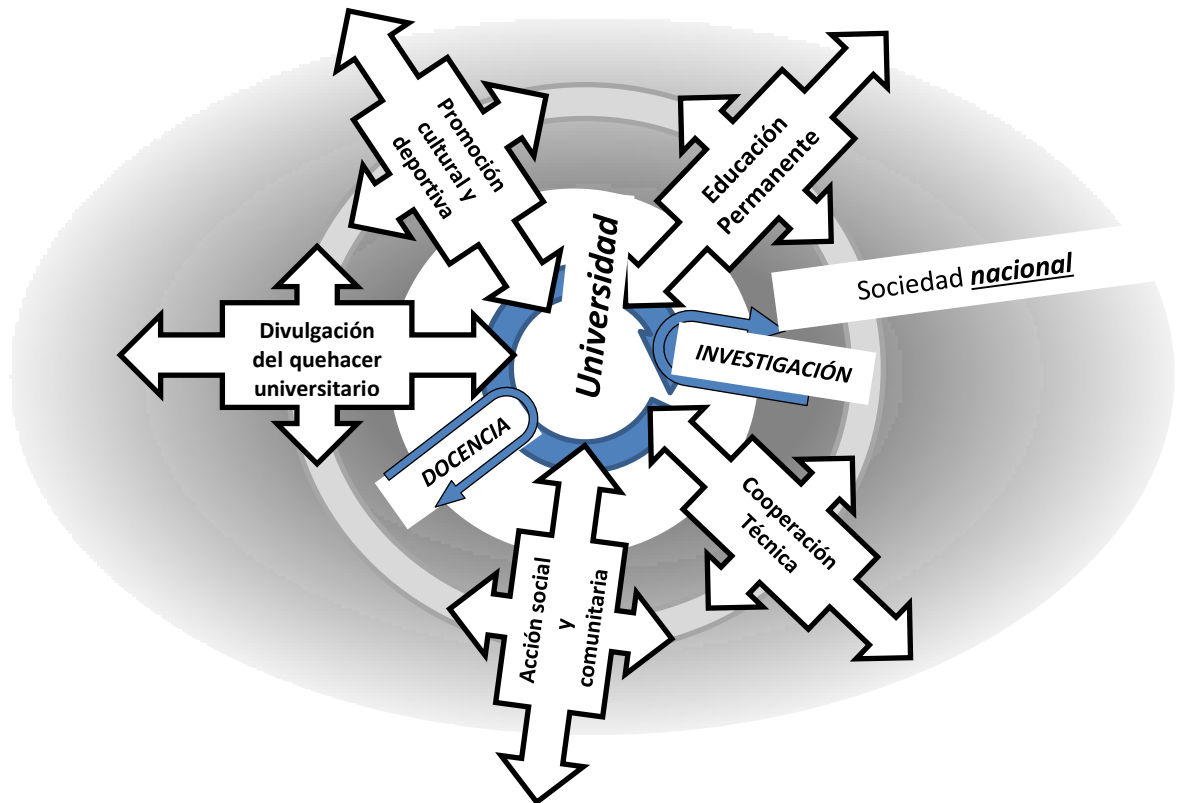 Promoción
cultural y
deportiva
Educación
Permanente
Universidad
Sociedad nacional
Divulgación
del quehacer
universitario
INVESTIGACIÓN
DOCENCIA
Cooperación
Técnica
Acción social
y
comunitaria